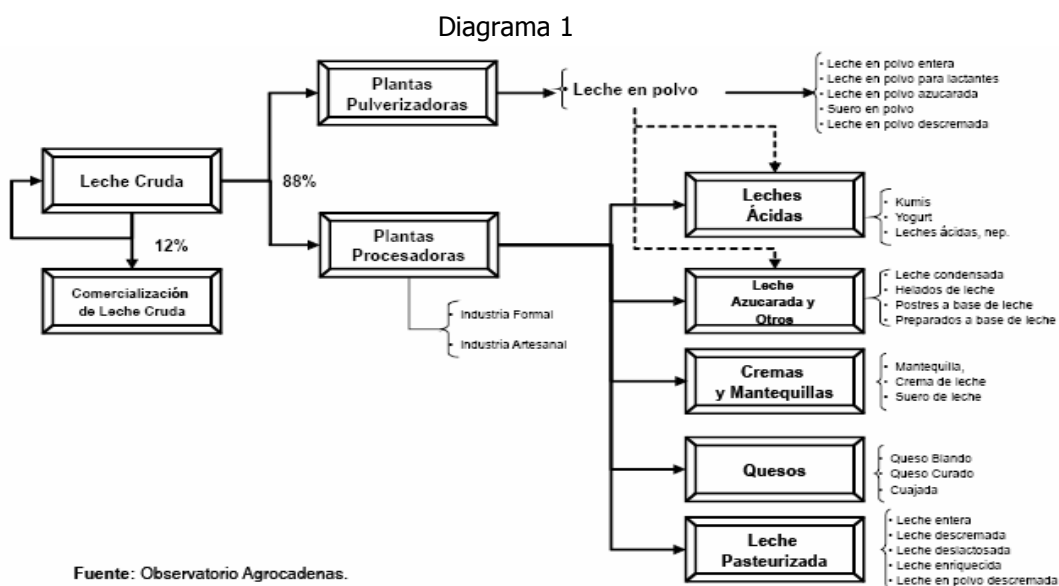 Diagrama 1
Plantas
Pulverizadoras
• Leche en polvo
• Leche en polvo entera
• Leche en polvo para lactantes
• Leche en polvo azucarada
• Suero en polvo
• Leche en polvo descremada
Leche Cruda
88%
12%
Comercialización
de Leche Cruda
Plantas
Procesadoras
• Industria Formal
• Industria Artesanal
Leches
Ácidas
• Kumis
• Yogurt
• Leches ácidas, nep.
Leche
Azucarada y
Otros
• Leche condensada
• Helados de leche
• Postres a base de leche
• Preparados a base de leche
Cremas
y Mantequillas
• Mantequilla,
• Crema de leche
• Suero de leche
Quesos
• Queso Blando
• Queso Curado
• Cuajada
Leche
Pasteurizada
• Leche entera
• Leche descremada
• Leche deslactosada
• Leche enriquecida
• Leche en polvo descremada
Fuente: Observatorio Agrocadenas.